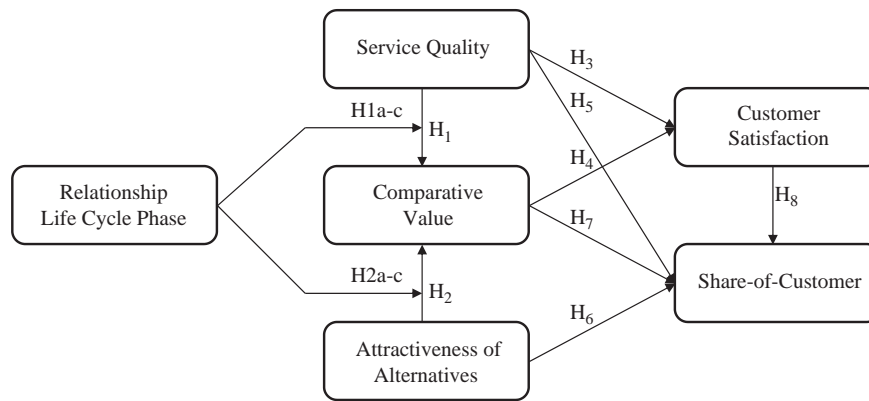 Service Quality
H3
H1a-c
H5
H1
Customer
Satisfaction
H4
Relationship
Life Cycle Phase
Comparative
Value
H8
H7
H2a-c
H2
Share-of-Customer
H6
Attractiveness of
Alternatives